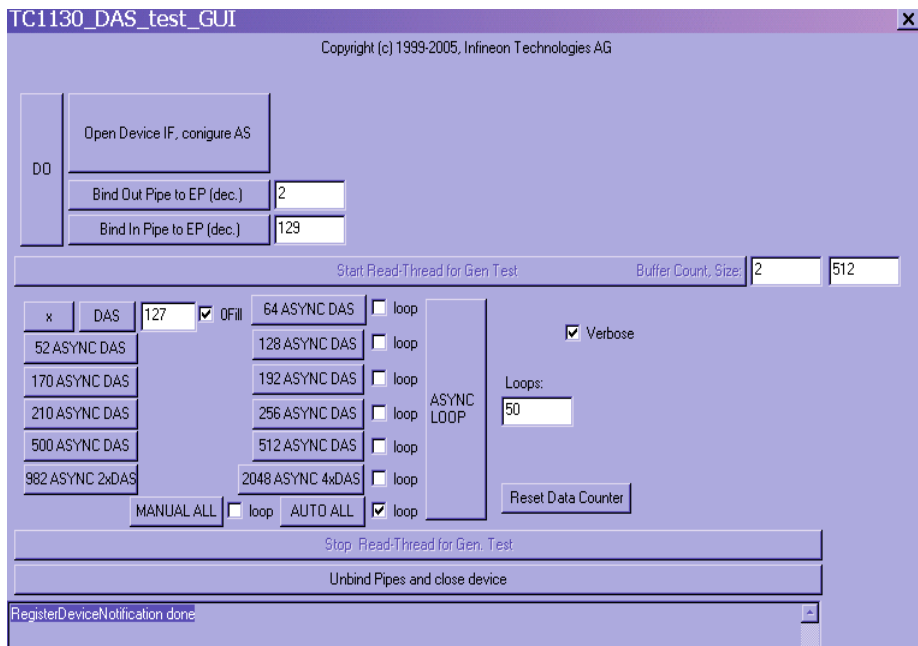 TC1130_DAS_test_GUI
Copyright (c) 1999-2005, Infineon Technologies AG
DO
Open Device IF, conigure AS
Bind Out Pipe to EP (dec.) 2
Bind In Pipe to EP (dec.) 129
Start Read-Thread for Gen Test Buffer Count, Size: 2 512
x DAS 127 0Fill 64 ASYNC DAS loop
52 ASYNC DAS 128 ASYNC DAS loop
Verbose
170 ASYNC DAS 192 ASYNC DAS loop
ASYNC LOOP
Loops:
50
210 ASYNC DAS 256 ASYNC DAS loop
500 ASYNC DAS 512 ASYNC DAS loop
982 ASYNC 2xDAS 2048 ASYNC 4xDAS loop
Reset Data Counter
MANUAL ALL loop AUTO ALL loop
Stop Read-Thread for Gen. Test
Unbind Pipes and close device
RegisterDeviceNotification done